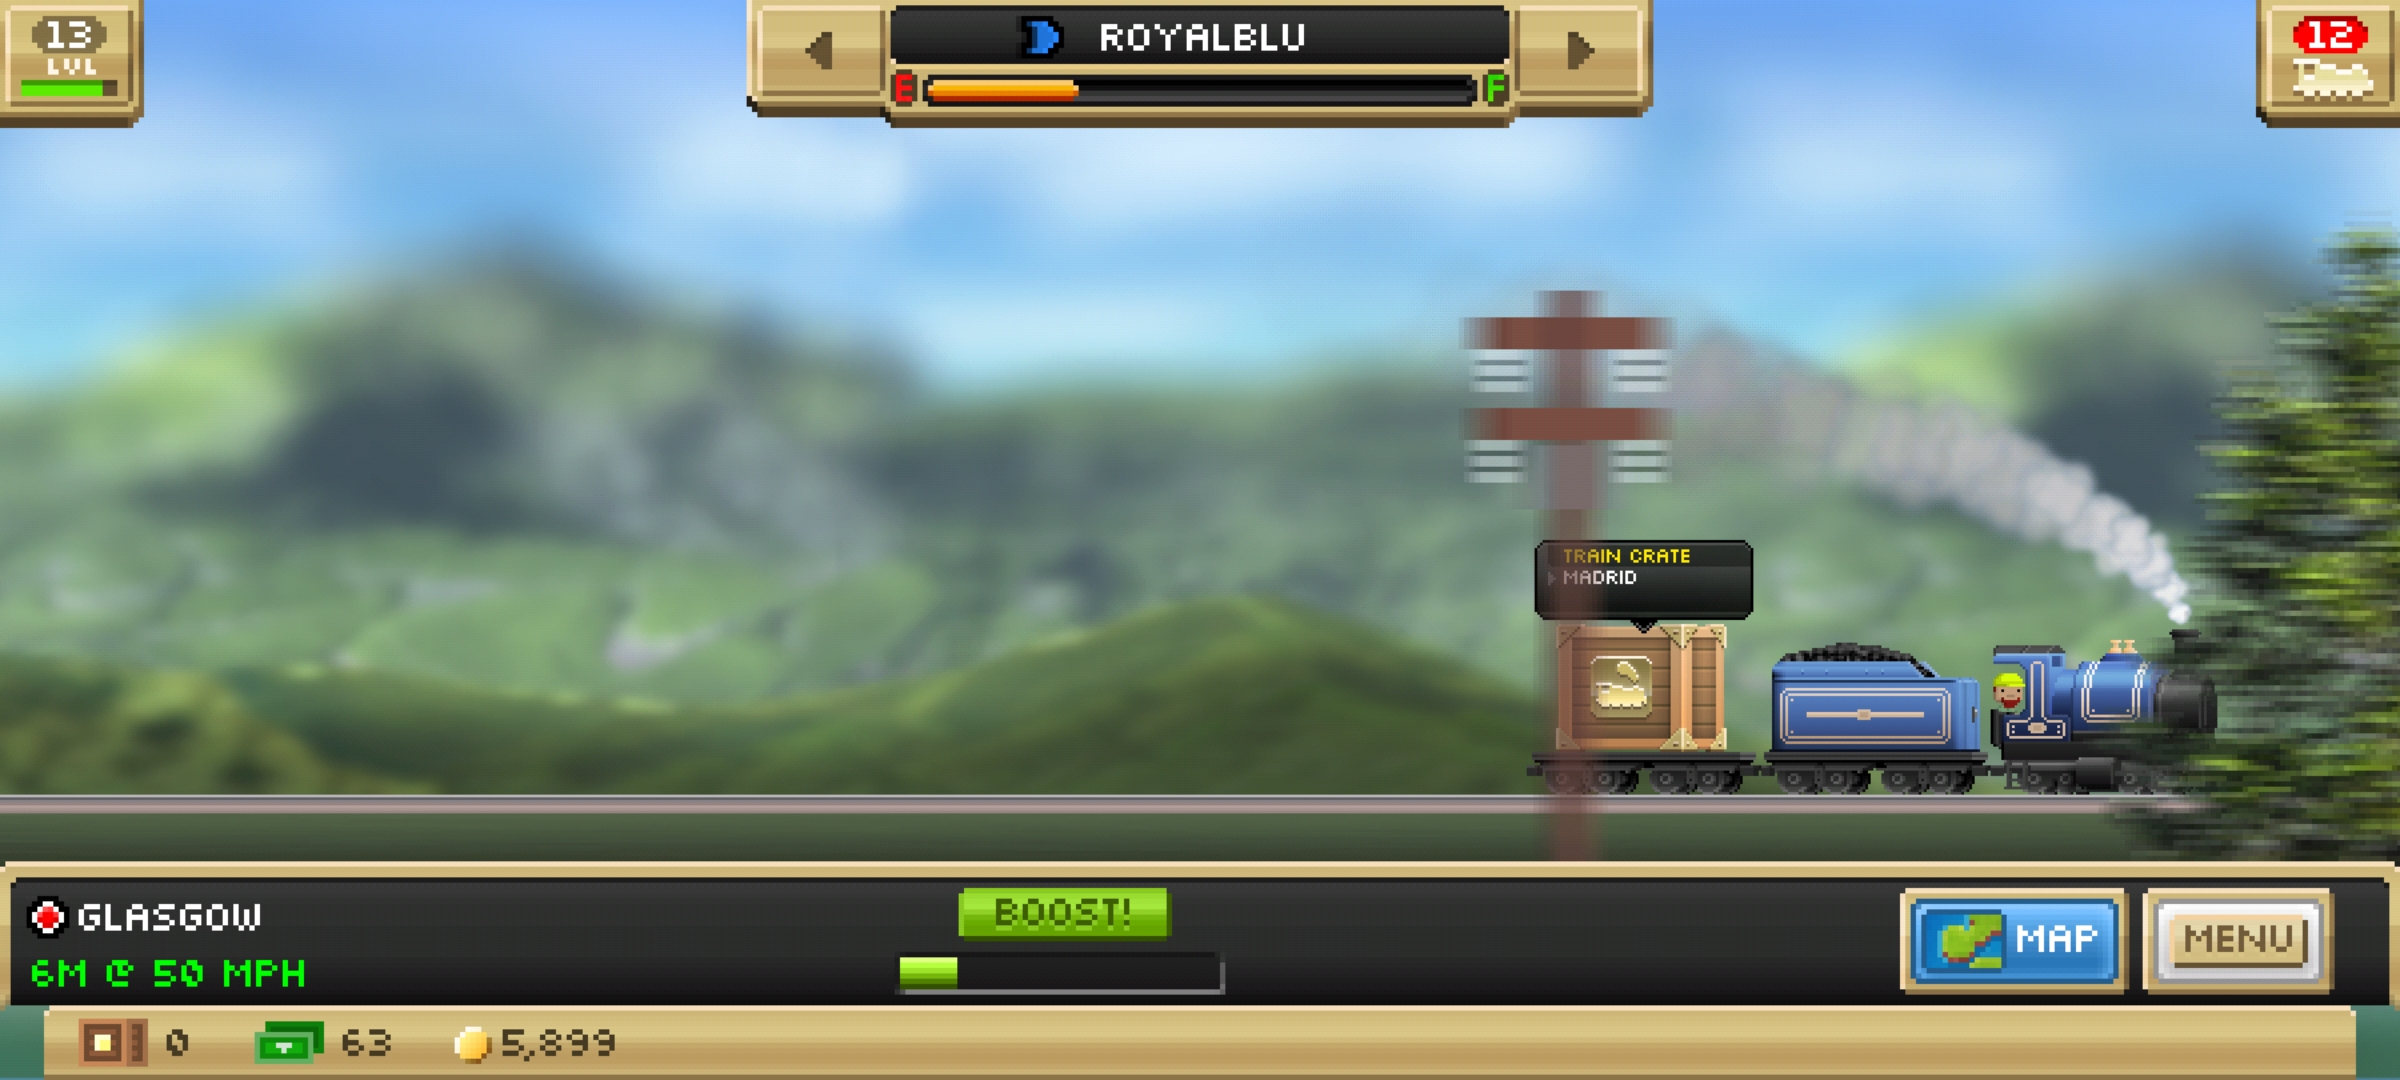 13
LVL
ROYALBLU
E
F
12
TRAIN CRATE
MADRID
GLASGOW
6M @ 50 MPH
BOOST!
MAP
MENU
0
63
5,899